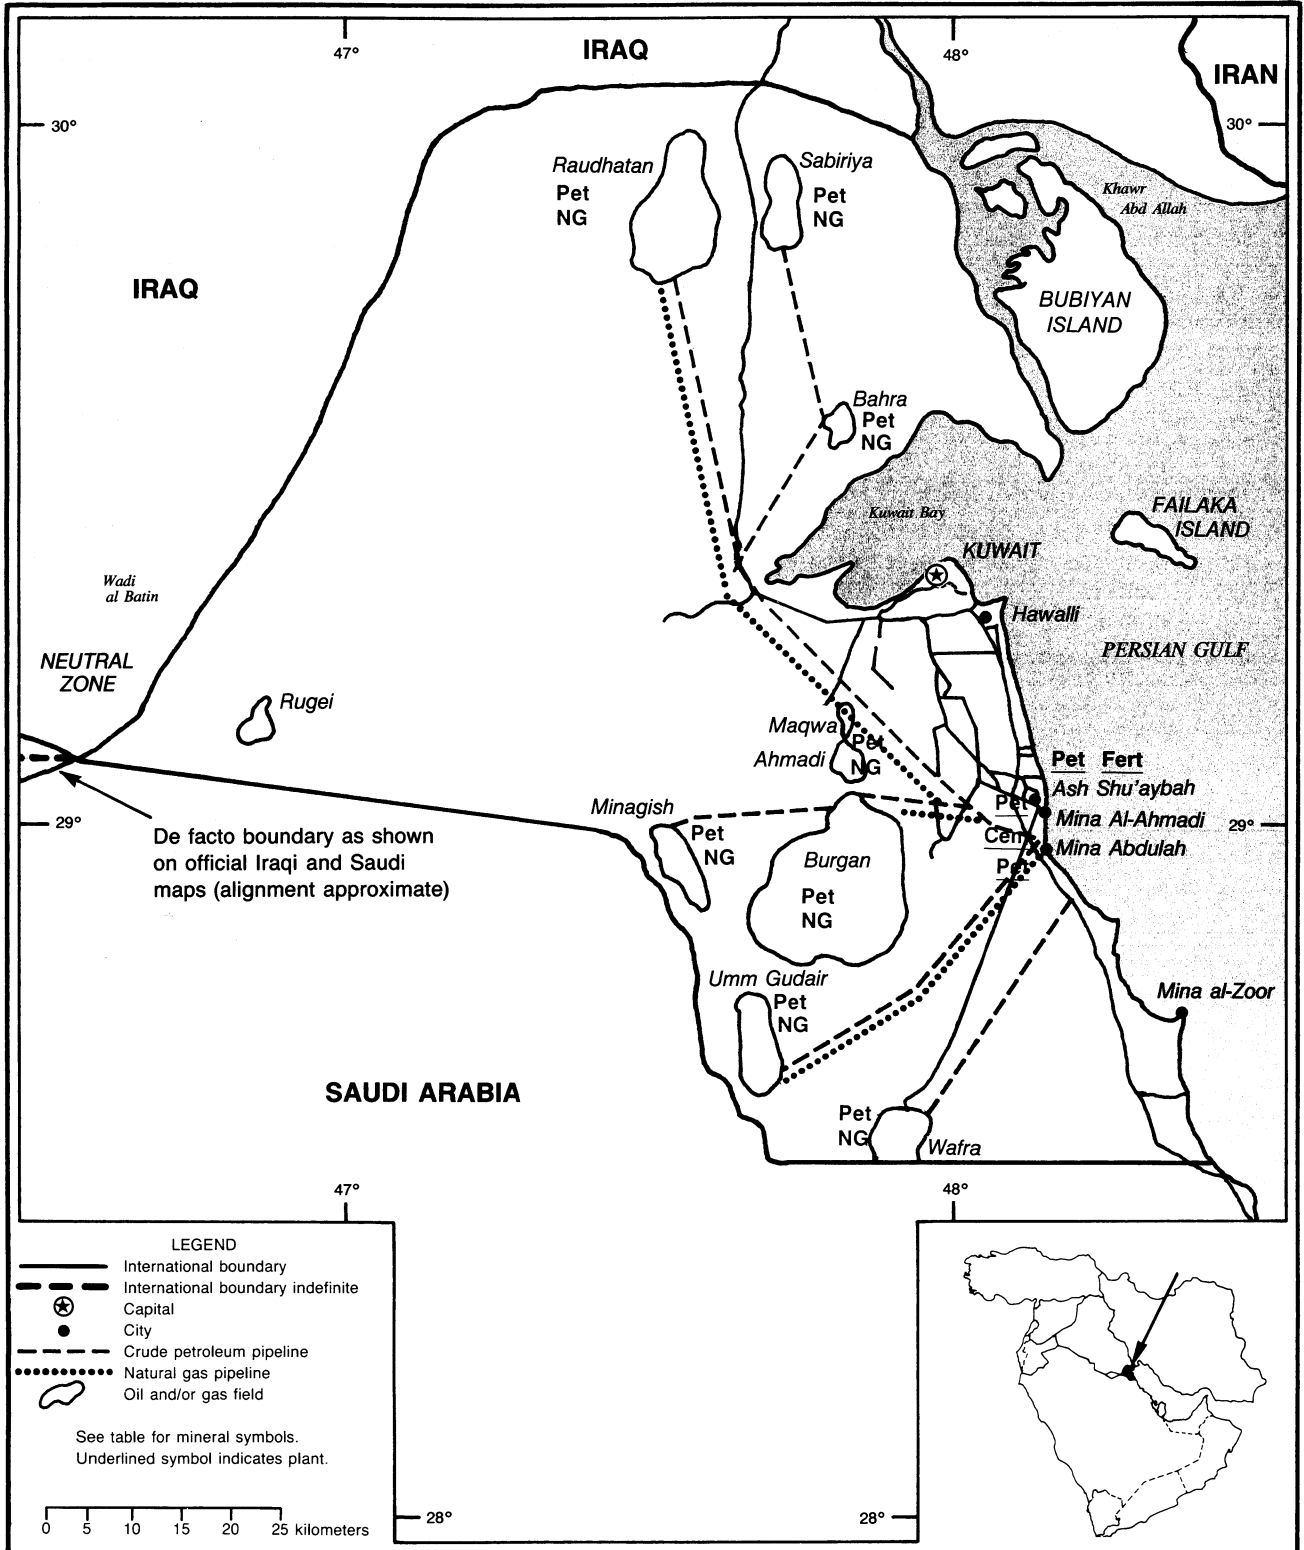 47°
IRAQ
48°
IRAN
30°
30°
Raudhatan
Pet
NG
Sabiriya
Pet
NG
Khawr
Abd Allah
IRAQ
BUBIYAN
ISLAND
Bahra
Pet
NG
Kuwait Bay
FAILAKA
ISLAND
KUWAIT
Wadi
al Batin
Hawalli
PERSIAN GULF
NEUTRAL
ZONE
Rugei
Maqwa
Ahmadi
Pet
NG
Pet Fert
Ash Shu'aybah
Minagish
Pet
NG
Pet
Mina Al-Ahmadi
29°
29°
Cem
Mina Abdulah
Pet
De facto boundary as shown
on official Iraqi and Saudi
maps (alignment approximate)
Burgan
Pet
NG
Umm Gudair
Pet
NG
Mina al-Zoor
SAUDI ARABIA
Pet
NG
Wafra
47°
48°
LEGEND
International boundary
International boundary indefinite
Capital
City
Crude petroleum pipeline
Natural gas pipeline
Oil and/or gas field
See table for mineral symbols.
Underlined symbol indicates plant.
0 5 10 15 20 25 kilometers
28°
28°